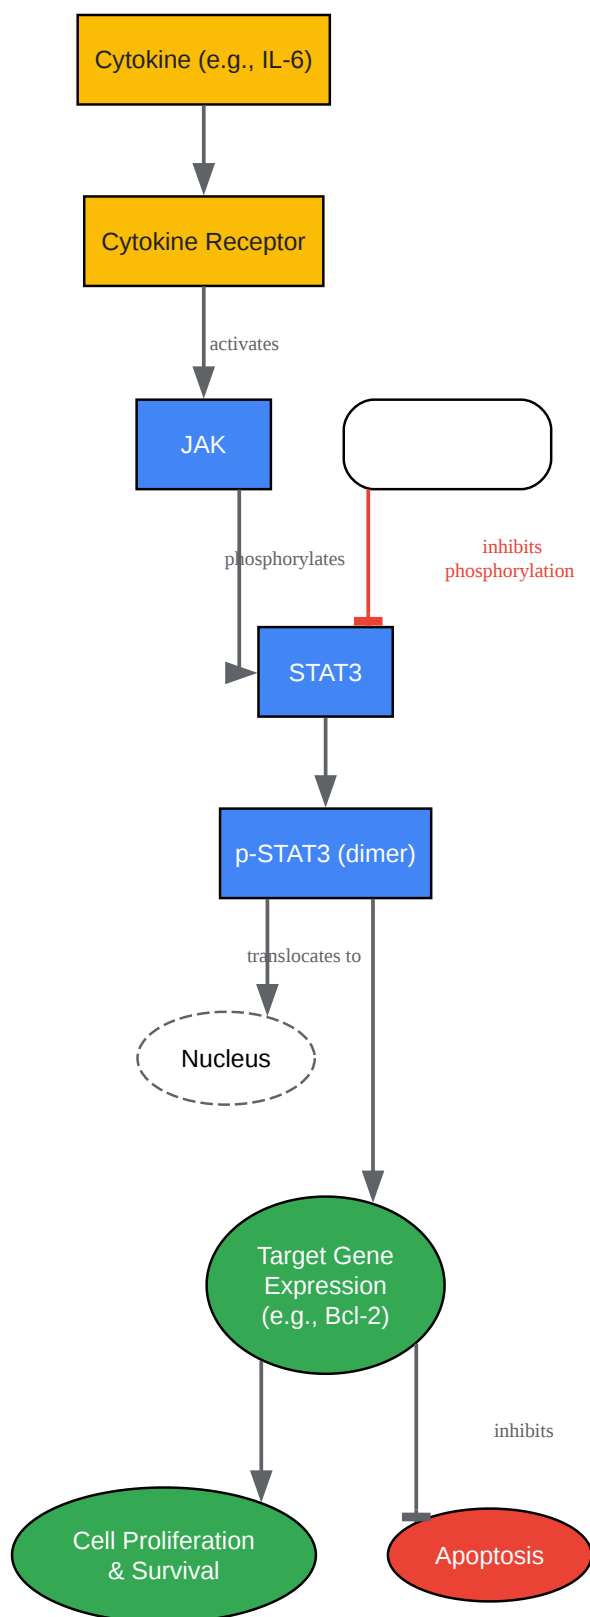 Cytokine (e.g., IL-6)
Cytokine Receptor
activates
JAK
phosphorylates
inhibits
phosphorylation
STAT3
p-STAT3 (dimer)
translocates to
Nucleus
Target Gene
Expression
(e.g., Bcl-2)
inhibits
Cell Proliferation
& Survival
Apoptosis